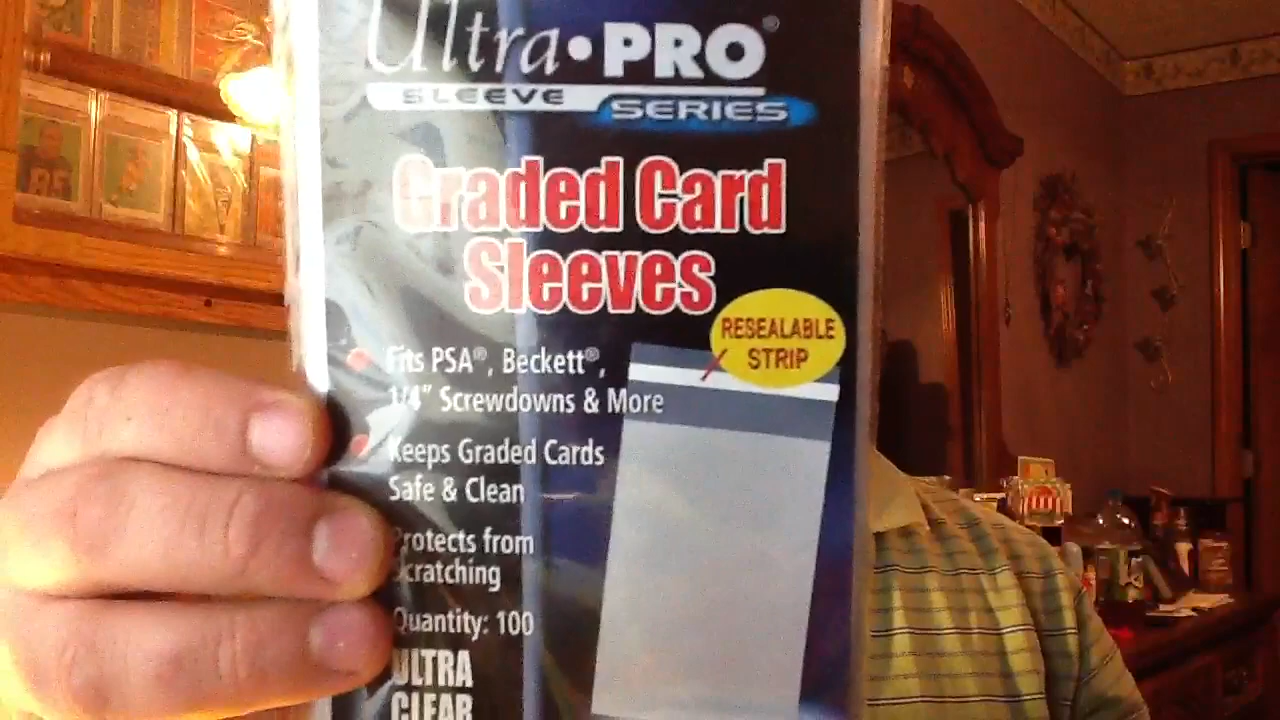 Ultra•PRO®
SLEEVE SERIES
Graded Card
Sleeves
RESEALABLE
STRIP
Fits PSA®, Beckett®,
1/4" Screwdowns & More
Keeps Graded Cards
Safe & Clean
Protects from
Scratching
Quantity: 100
ULTRA
CLEAR
85